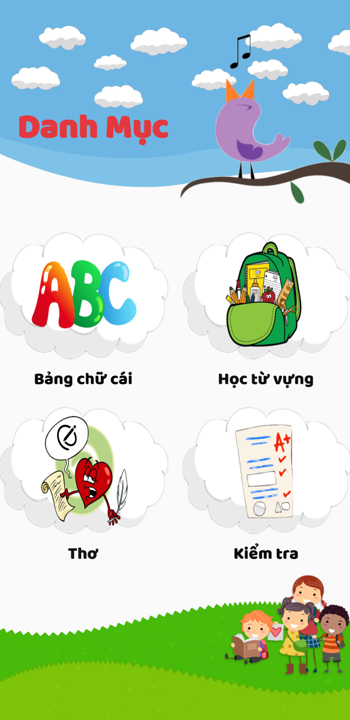 Danh Mục
ABC
Bảng chữ cái
Học từ vựng
Thơ
A+
Kiểm tra